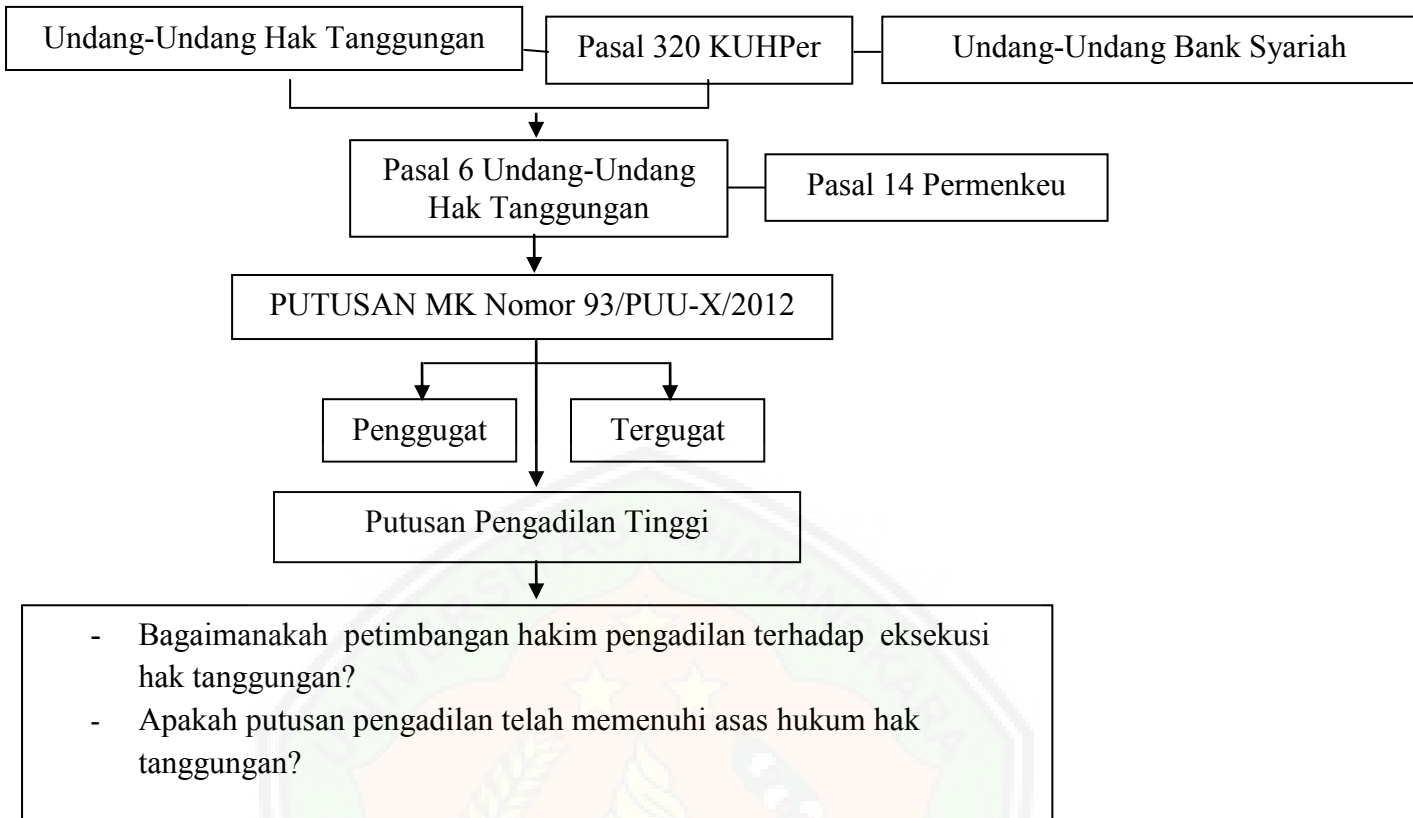 Undang-Undang Hak Tanggungan
Pasal 320 KUHPer
Undang-Undang Bank Syariah
Pasal 6 Undang-Undang
Hak Tanggungan
Pasal 14 Permenkeu
PUTUSAN MK Nomor 93/PUU-X/2012
Penggugat
Tergugat
Putusan Pengadilan Tinggi
- Bagaimanakah petimbangan hakim pengadilan terhadap eksekusi
hak tanggungan?
- Apakah putusan pengadilan telah memenuhi asas hukum hak
tanggungan?